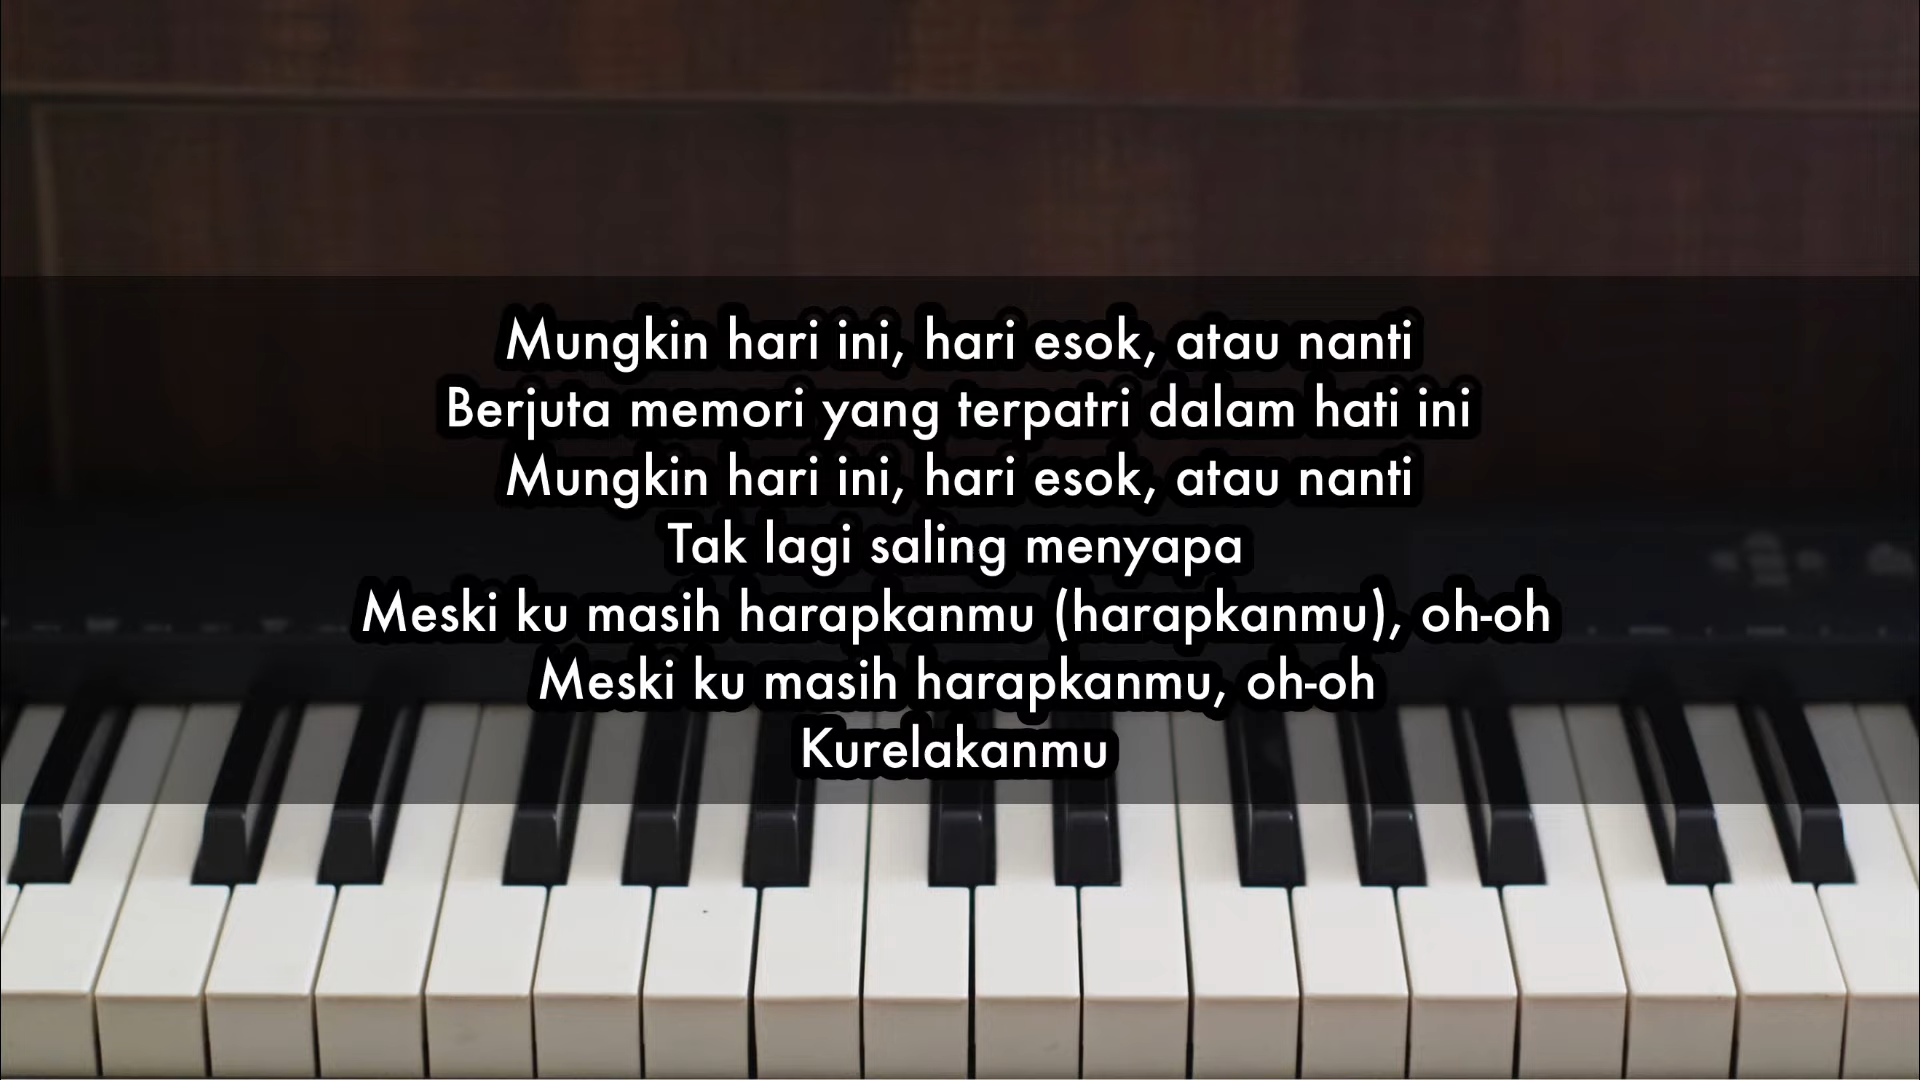 Mungkin hari ini, hari esok, atau nanti
Berjuta memori yang terpatri dalam hati ini
Mungkin hari ini, hari esok, atau nanti
Tak lagi saling menyapa
Meski ku masih harapkanmu (harapkanmu), oh-oh
Meski ku masih harapkanmu, oh-oh
Kurelakanmu